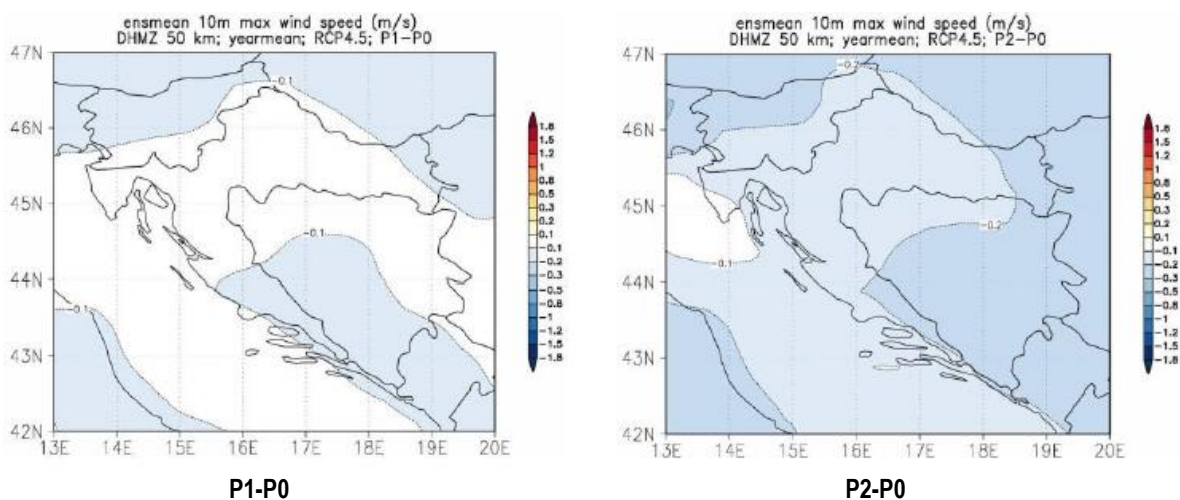 ensmean 10m max wind speed (m/s)
DHMZ 50 km; yearmean; RCP4.5; P1-P0
47N
46N
45N
44N
43N
42N
13E 14E 15E 16E 17E 18E 19E 20E
-0.1
-0.1
-0.1
1.8
1.5
1.2
1
0.8
0.5
0.3
0.2
0.1
-0.1
-0.2
-0.3
-0.5
-0.8
-1
-1.2
-1.5
-1.8
P1-P0
ensmean 10m max wind speed (m/s)
DHMZ 50 km; yearmean; RCP4.5; P2-P0
47N
46N
45N
44N
43N
42N
13E 14E 15E 16E 17E 18E 19E 20E
-0.2
-0.2
-0.1
1.8
1.5
1.2
1
0.8
0.5
0.3
0.2
0.1
-0.1
-0.2
-0.3
-0.5
-0.8
-1
-1.2
-1.5
-1.8
P2-P0